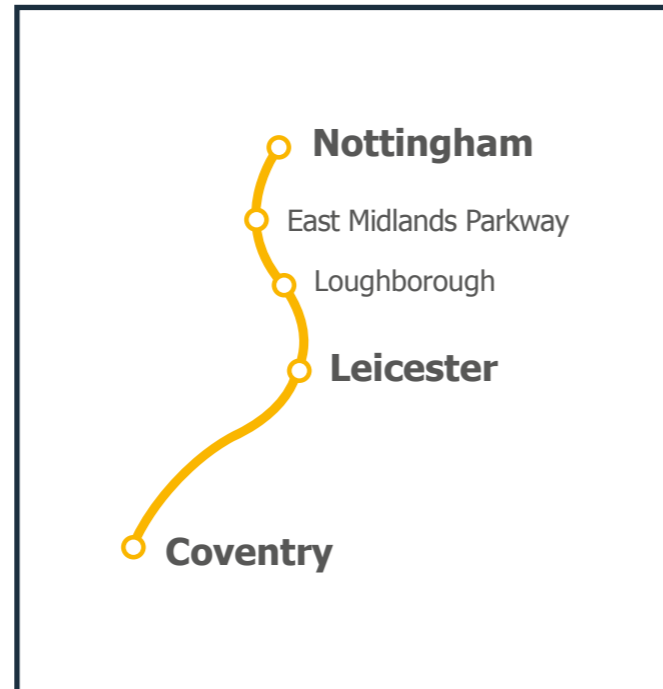 Nottingham
East Midlands Parkway
Loughborough
Leicester
Coventry